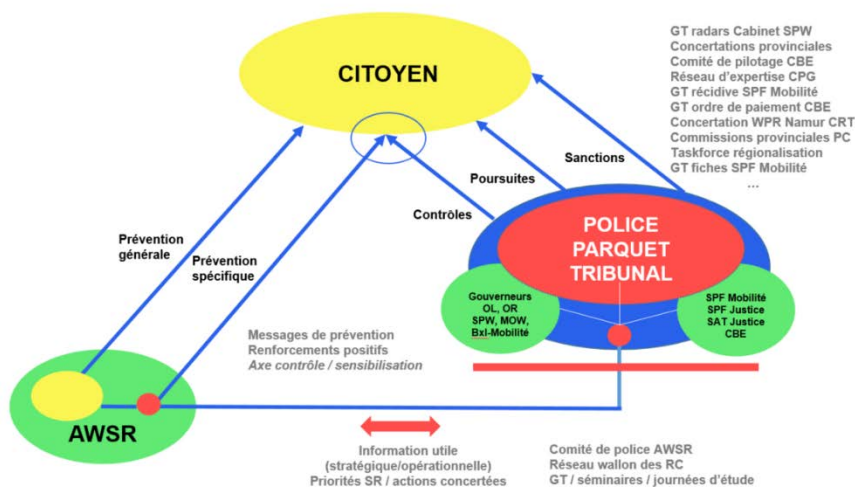 GT radars Cabinet SPW
Concertations provinciales
Comité de pilotage CBE
Réseau d'expertise CPG
GT récidive SPF Mobilité
GT ordre de paiement CBE
Concertation WPR Namur CRT
Commissions provinciales PC
Taskforce régionalisation
GT fiches SPF Mobilité
...
CITOYEN
Sanctions
Poursuites
Contrôles
POLICE
PARQUET
TRIBUNAL
Prévention
générale
Prévention
spécifique
Gouverneurs
OL, OR
SPW, MOW,
Bxl-Mobilité
SPF Mobilité
SPF Justice
SAT Justice
CBE
Messages de prévention
Renforcements positifs
Axe contrôle / sensibilisation
AWSR
Information utile
(stratégique/opérationnelle)
Priorités SR / actions concertées
Comité de police AWSR
Réseau wallon des RC
GT / séminaires / journées d'étude